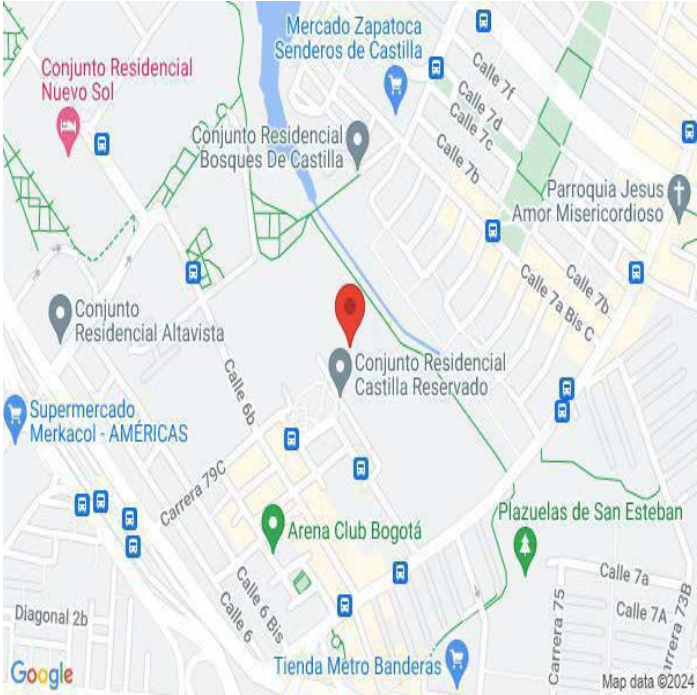 Mercado Zapatoca
Senderos de Castilla
Calle 7f
Conjunto Residencial
Nuevo Sol
Calle 7d
Calle 7c
Conjunto Residencial
Bosques De Castilla
Calle 7b
Parroquia Jesus
Amor Misericordioso
Calle 7b
Calle 7a Bis C
Conjunto
Residencial Altavista
Conjunto Residencial
Castilla Reservado
Calle 6b
Supermercado
Merkacol - AMÉRICAS
Carrera 79C
Plazuelas de San Esteban
Arena Club Bogotá
Calle 7a
Calle 6 Bis
Calle 6
Carrera 75
Calle 7A
Carrera 73B
Diagonal 2b
Tienda Metro Banderas
Google
Map data ©2024